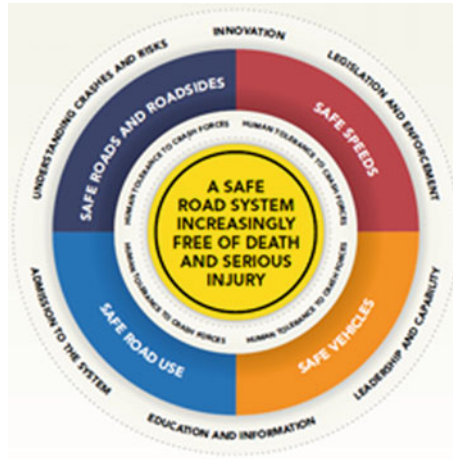 INNOVATION
LEGISLATION AND ENFORCEMENT
LEADERSHIP AND CAPABILITY
EDUCATION AND INFORMATION
ADMISSION TO THE SYSTEM
UNDERSTANDING CRASHES AND RISKS
SAFE ROADS AND ROADSIDES
SAFE SPEEDS
SAFE VEHICLES
SAFE ROAD USE
HUMAN TOLERANCE TO CRASH FORCES
HUMAN TOLERANCE TO CRASH FORCES
HUMAN TOLERANCE TO CRASH FORCES
HUMAN TOLERANCE TO CRASH FORCES
A SAFE
ROAD SYSTEM
INCREASINGLY
FREE OF DEATH
AND SERIOUS
INJURY